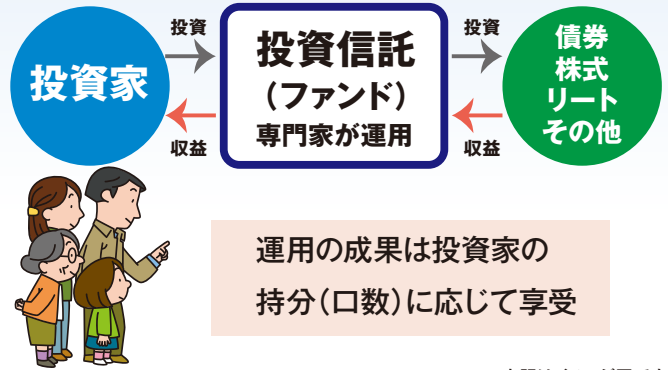 投資家
投資
収益
投資信託
(ファンド)
専門家が運用
投資
収益
債券
株式
リート
その他
運用の成果は投資家の
持分(口数)に応じて享受